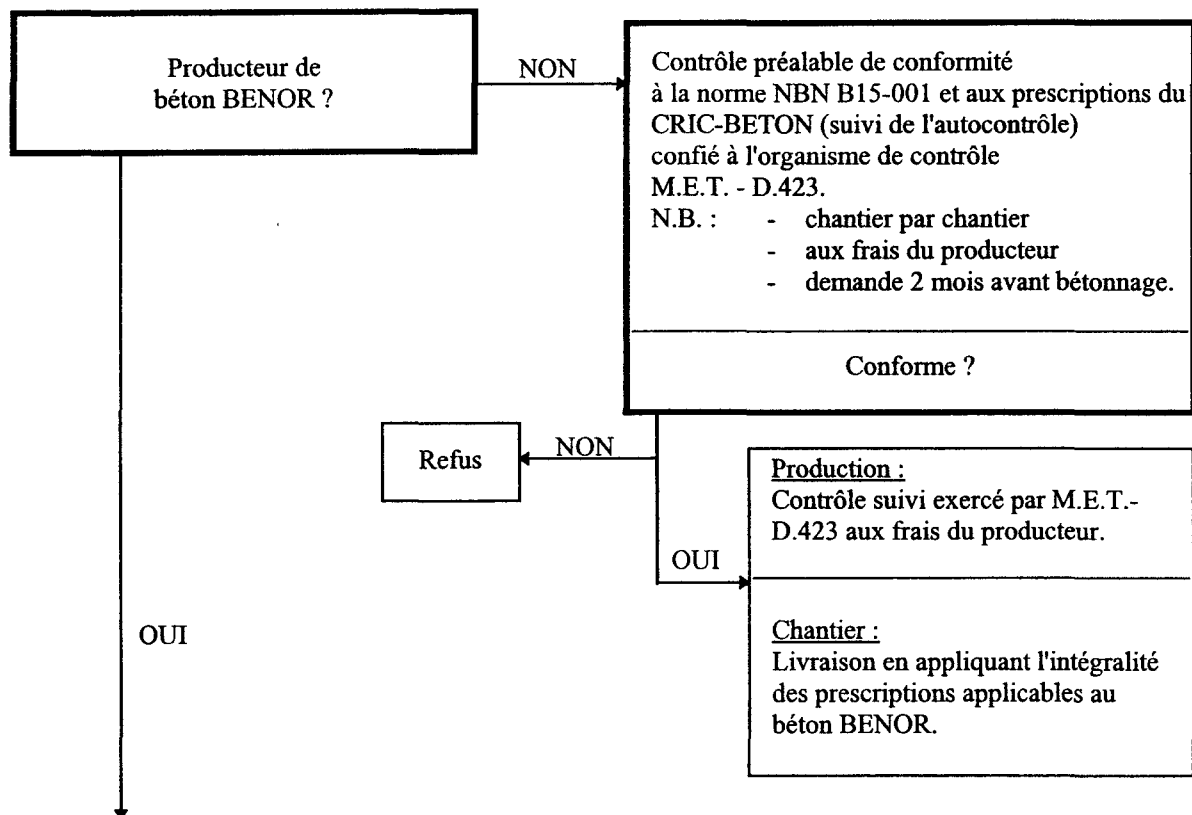 Producteur de
béton BENOR ?
NON
Contrôle préalable de conformité
à la norme NBN B15-001 et aux prescriptions du
CRIC-BETON (suivi de l'autocontrôle)
confié à l'organisme de contrôle
M.E.T. - D.423.
N.B. : - chantier par chantier
- aux frais du producteur
- demande 2 mois avant bétonnage.
Conforme ?
Refus
NON
OUI
Production :
Contrôle suivi exercé par M.E.T.-
D.423 aux frais du producteur.
Chantier :
Livraison en appliquant l'intégralité
des prescriptions applicables au
béton BENOR.
OUI